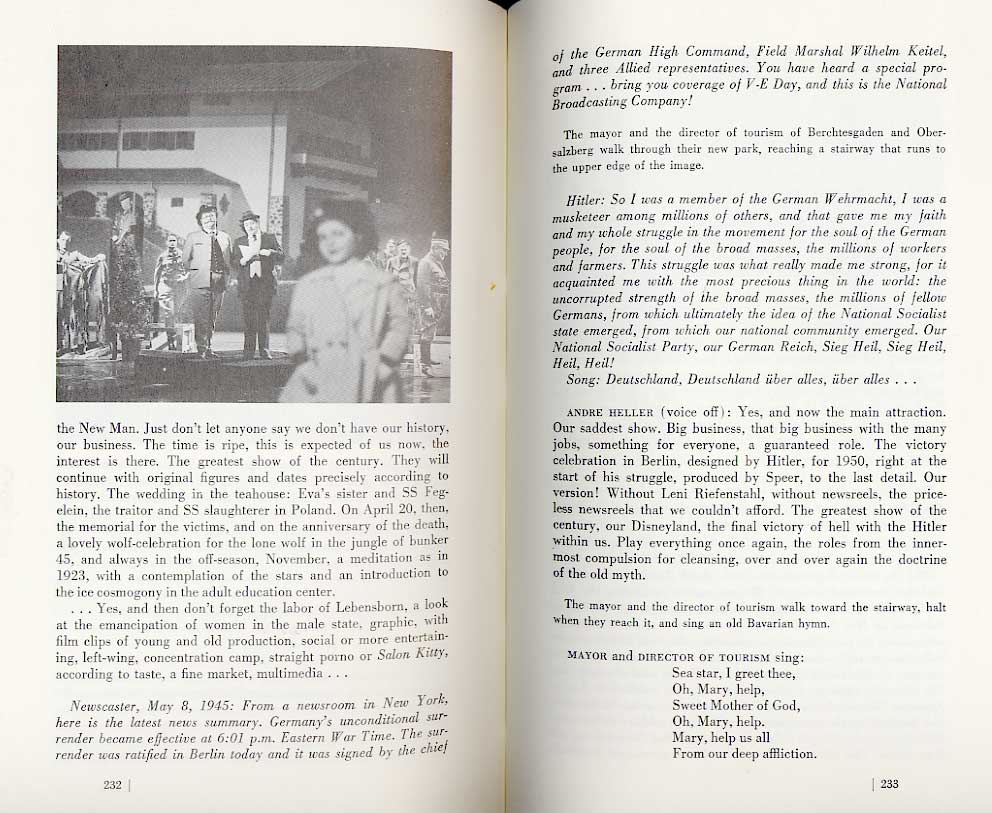 the New Man. Just don't let anyone say we don't have our history,
our business. The time is ripe, this is expected of us now, the
interest is there. The greatest show of the century. They will
continue with original figures and dates precisely according to
history. The wedding in the teahouse: Eva's sister and SS Feg-
elein, the traitor and SS slaughterer in Poland. On April 20, then,
the memorial for the victims, and on the anniversary of the death,
a lovely wolf-celebration for the lone wolf in the jungle of bunker
45, and always in the off-season, November, a meditation as in
1923, with a contemplation of the stars and an introduction to
the ice cosmogony in the adult education center.
. . . Yes, and then don't forget the labor of Lebensborn, a look
at the emancipation of women in the male state, graphic, with
film clips of young and old production, social or more entertain-
ing, left-wing, concentration camp, straight porno or Salon Kitty,
according to taste, a fine market, multimedia . . .
Newscaster, May 8, 1945: From a newsroom in New York,
here is the latest news summary. Germany's unconditional sur-
render became effective at 6:01 p.m. Eastern War Time. The sur-
render was ratified in Berlin today and it was signed by the chief
232 |
of the German High Command, Field Marshal Wilhelm Keitel,
and three Allied representatives. You have heard a special pro-
gram . . . bring you coverage of V-E Day, and this is the National
Broadcasting Company!
The mayor and the director of tourism of Berchtesgaden and Ober-
salzberg walk through their new park, reaching a stairway that runs to
the upper edge of the image.
Hitler: So I was a member of the German Wehrmacht, I was a
musketeer among millions of others, and that gave me my faith
and my whole struggle in the movement for the soul of the German
people, for the soul of the broad masses, the millions of workers
and farmers. This struggle was what really made me strong, for it
acquainted me with the most precious thing in the world: the
uncorrupted strength of the broad masses, the millions of fellow
Germans, from which ultimately the idea of the National Socialist
state emerged, from which our national community emerged. Our
National Socialist Party, our German Reich, Sieg Heil, Sieg Heil,
Heil, Heil!
Song: Deutschland, Deutschland über alles, über alles . . .
ANDRE HELLER (voice off): Yes, and now the main attraction.
Our saddest show. Big business, that big business with the many
jobs, something for everyone, a guaranteed role. The victory
celebration in Berlin, designed by Hitler, for 1950, right at the
start of his struggle, produced by Speer, to the last detail. Our
version! Without Leni Riefenstahl, without newsreels, the price-
less newsreels that we couldn't afford. The greatest show of the
century, our Disneyland, the final victory of hell with the Hitler
within us. Play everything once again, the roles from the inner-
most compulsion for cleansing, over and over again the doctrine
of the old myth.
The mayor and the director of tourism walk toward the stairway, halt
when they reach it, and sing an old Bavarian hymn.
MAYOR and DIRECTOR OF TOURISM sing:
Sea star, I greet thee,
Oh, Mary, help,
Sweet Mother of God,
Oh, Mary, help.
Mary, help us all
From our deep affliction.
| 233